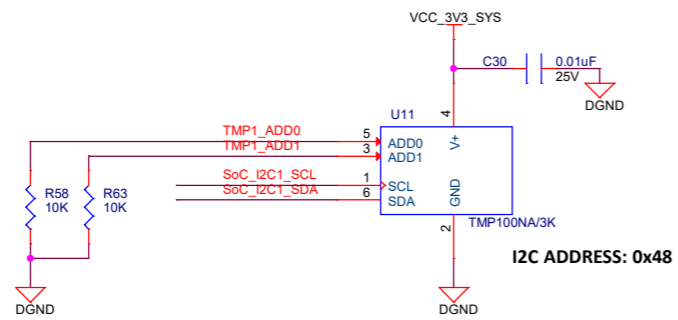 VCC_3V3_SYS
C30
0.01uF
25V
DGND
U11
4
V+
TMP1_ADD0
5
ADD0
TMP1_ADD1
3
ADD1
R58
10K
R63
10K
SoC_I2C1_SCL
1
SCL
SoC_I2C1_SDA
6
SDA
GND
2
TMP100NA/3K
I2C ADDRESS: 0x48
DGND
DGND